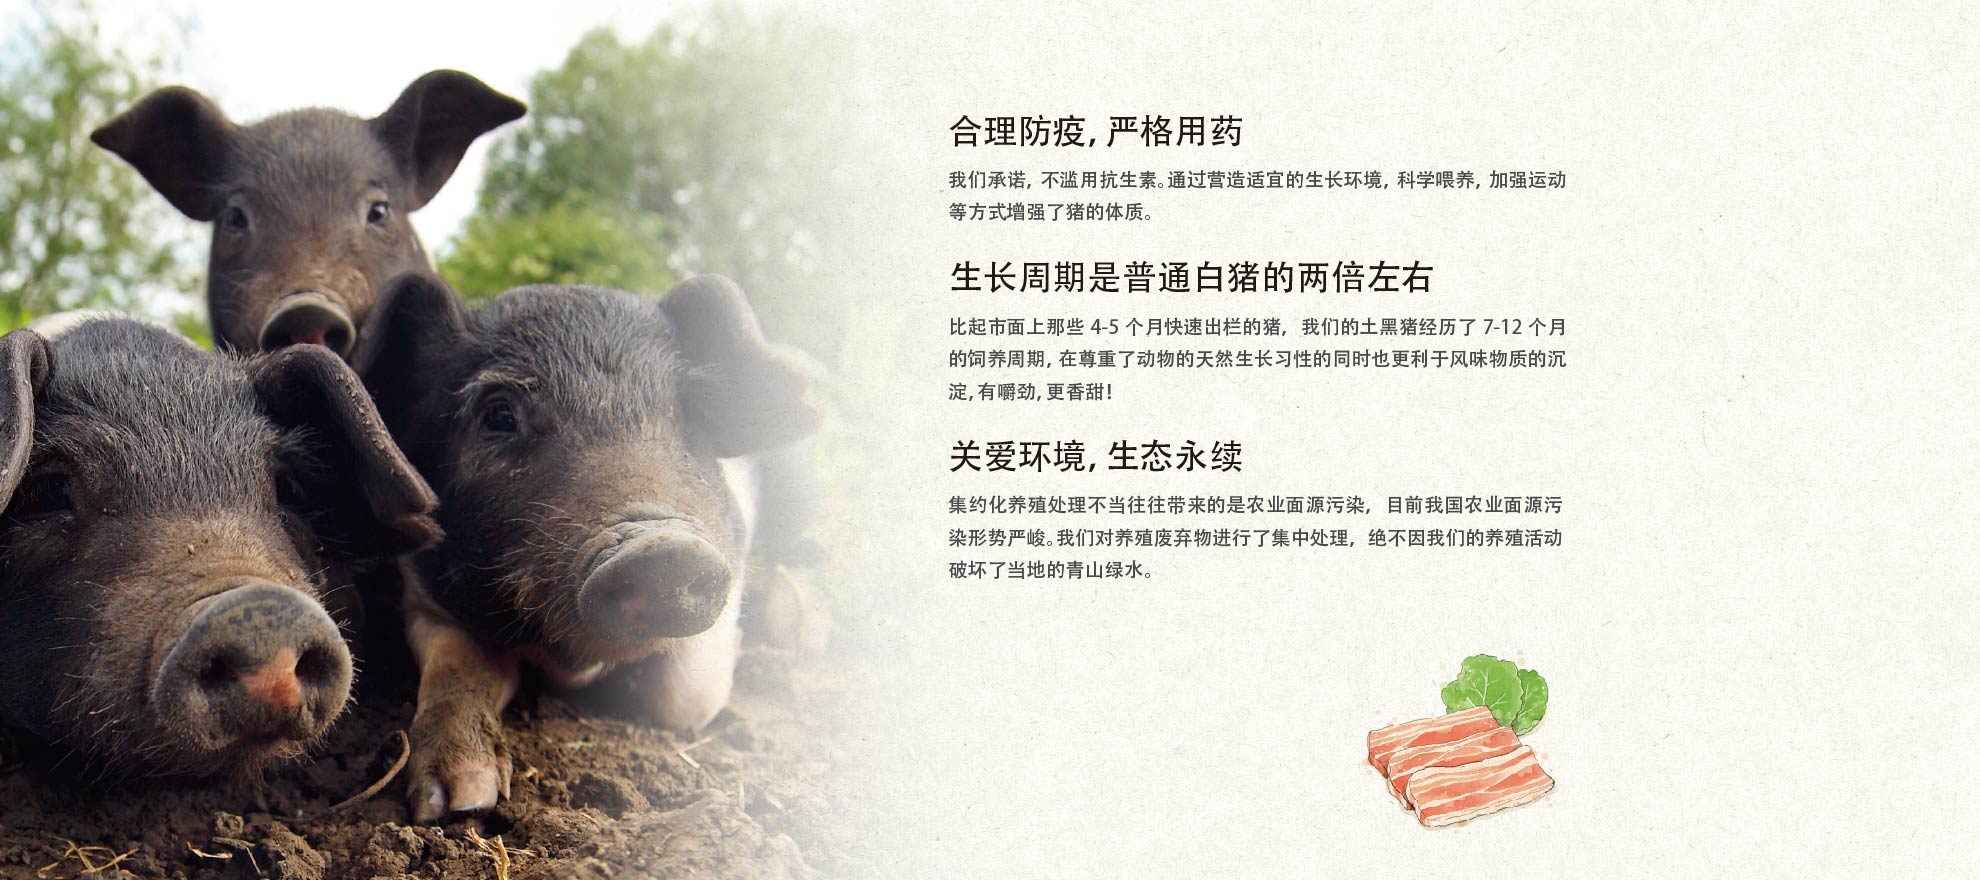 合理防疫, 严格用药
我们承诺, 不滥用抗生素。通过营造适宜的生长环境, 科学喂养, 加强运动
等方式增强了猪的体质。
生长周期是普通白猪的两倍左右
比起市面上那些 4-5 个月快速出栏的猪, 我们的土黑猪经历了 7-12 个月
的饲养周期, 在尊重了动物的天然生长习性的同时也更利于风味物质的沉
淀, 有嚼劲, 更香甜!
关爱环境, 生态永续
集约化养殖处理不当往往带来的是农业面源污染, 目前我国农业面源污
染形势严峻。我们对养殖废弃物进行了集中处理, 绝不因我们的养殖活动
破坏了当地的青山绿水。